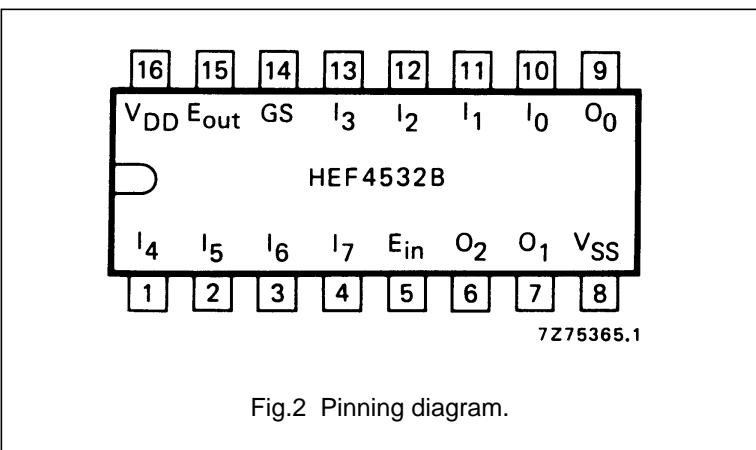 16 15 14 13 12 11 10 9
VDD Eout GS I3 I2 I1 I0 O0
HEF4532B
I4 I5 I6 I7 Ein O2 O1 VSS
1 2 3 4 5 6 7 8
7Z75365.1
Fig.2 Pinning diagram.